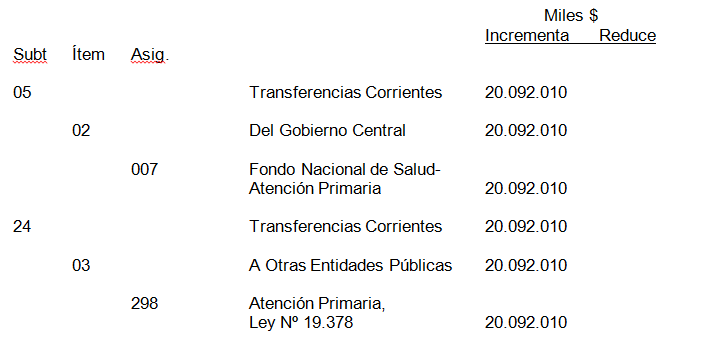 Miles $
Incrementa Reduce
Subt Ítem Asig.
05 Transferencias Corrientes 20.092.010
02 Del Gobierno Central 20.092.010
007 Fondo Nacional de Salud-
Atención Primaria 20.092.010
24 Transferencias Corrientes 20.092.010
03 A Otras Entidades Públicas 20.092.010
298 Atención Primaria,
Ley Nº 19.378 20.092.010